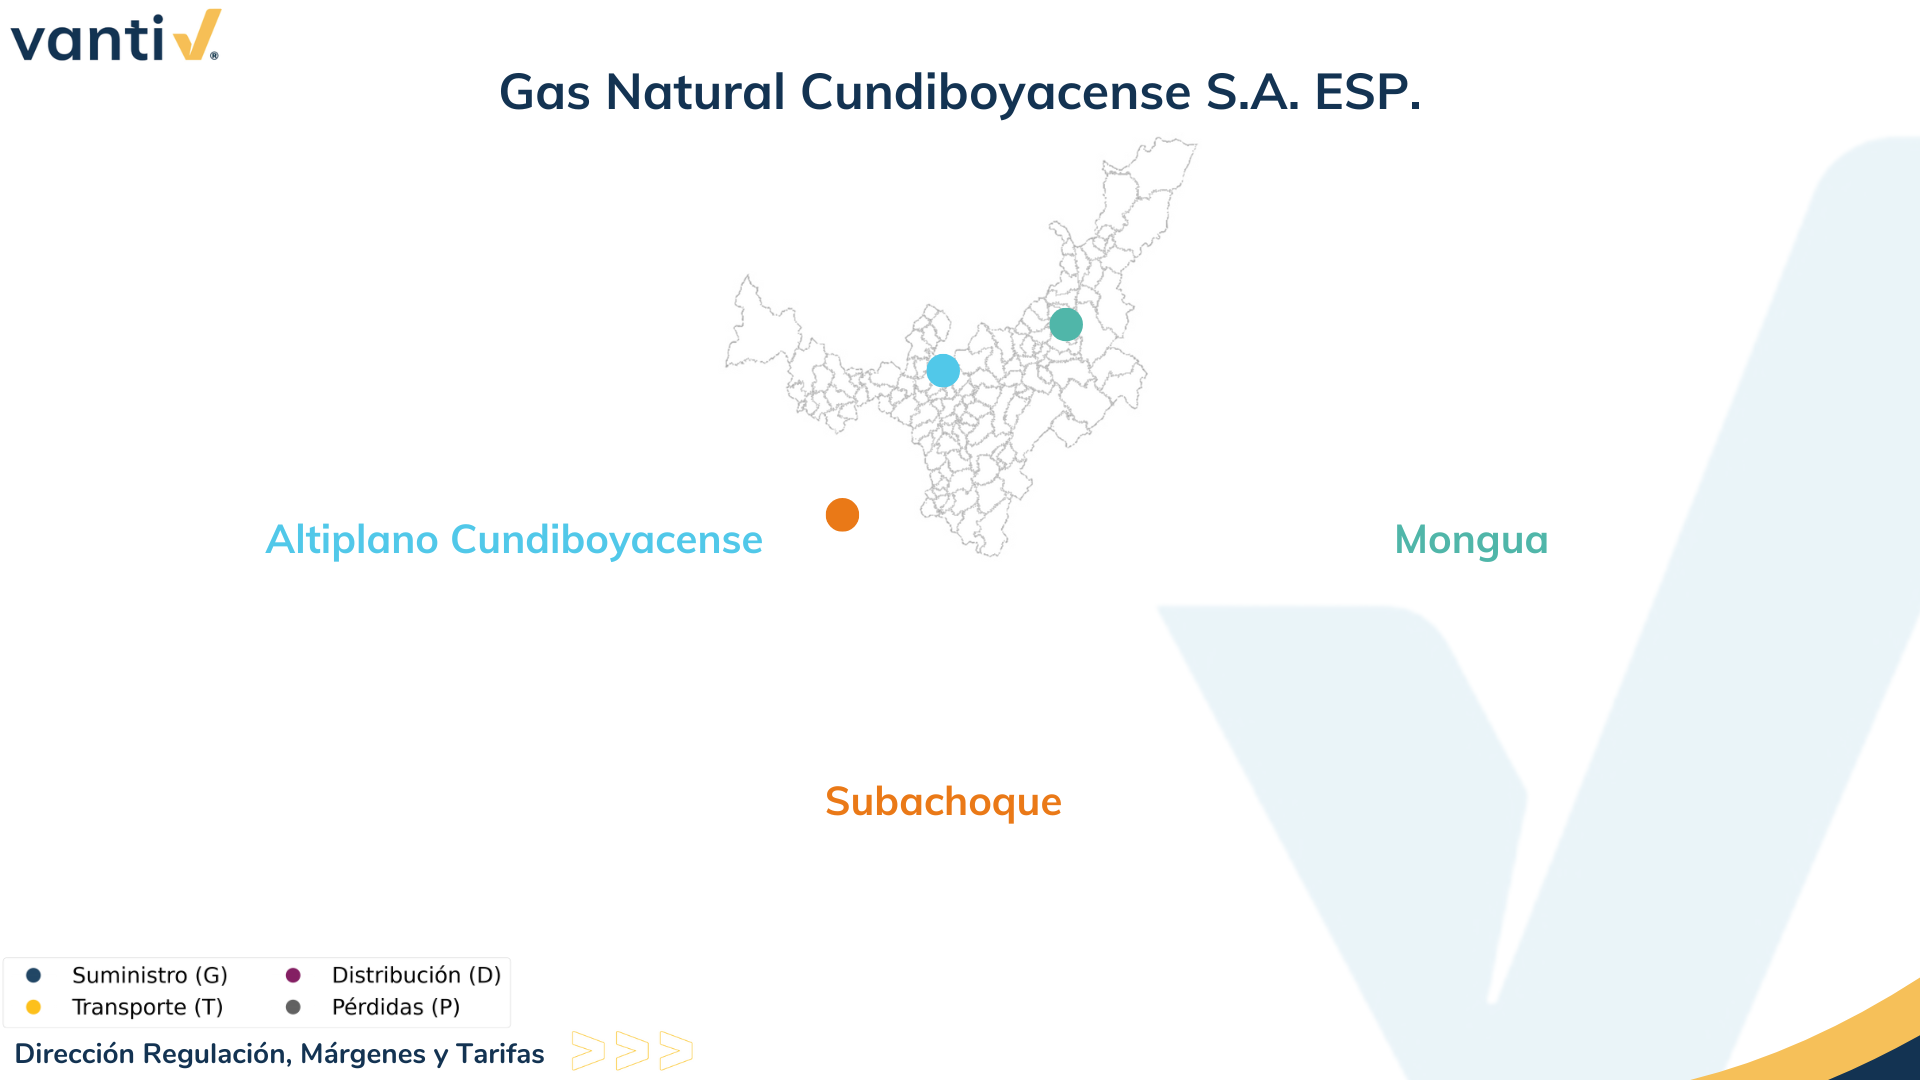 vanti ®
Gas Natural Cundiboyacense S.A. ESP.
Altiplano Cundiboyacense
Mongua
Subachoque
Suministro (G)
Distribución (D)
Transporte (T)
Pérdidas (P)
Dirección Regulación, Márgenes y Tarifas